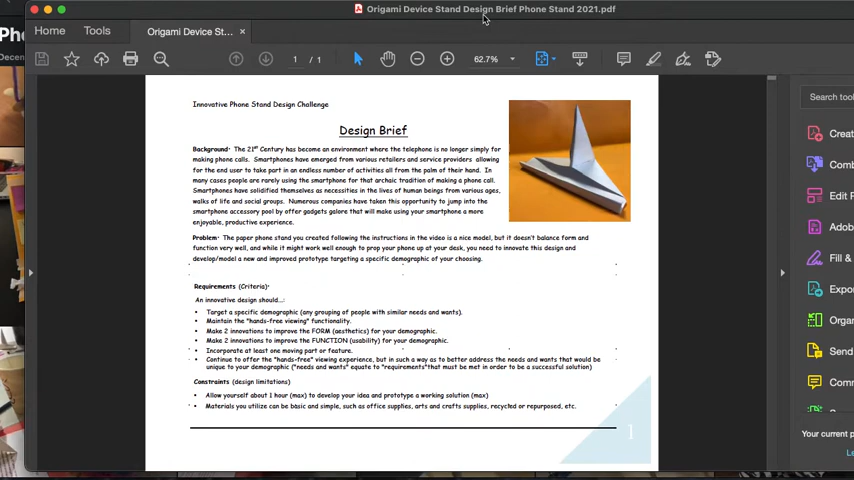 Origami Device Stand Design Brief Phone Stand 2021.pdf
Home
Tools
Origami Device St...
1 / 1
62.7%
Search tool
Innovative Phone Stand Design Challenge
Design Brief
Background- The 21st Century has become an environment where the telephone is no longer simply for
making phone calls. Smartphones have emerged from various retailers and service providers allowing
for the end user to take part in an endless number of activities all from the palm of their hand. In
many cases people are rarely using the smartphone for that archaic tradition of making a phone call.
Smartphones have solidified themselves as necessities in the lives of human beings from various ages,
walks of life and social groups. Numerous companies have taken this opportunity to jump into the
smartphone accessory pool by offer gadgets galore that will making using your smartphone a more
enjoyable, productive experience.
Problem- The paper phone stand you created following the instructions in the video is a nice model, but it doesn't balance form and
function very well, and while it might work well enough to prop your phone up at your desk, you need to innovate this design and
develop/model a new and improved prototype targeting a specific demographic of your choosing.
Requirements (Criteria)-
An innovative design should...:
• Target a specific demographic (any grouping of people with similar needs and wants).
• Maintain the "hands-free viewing" functionality.
• Make 2 innovations to improve the FORM (aesthetics) for your demographic.
• Make 2 innovations to improve the FUNCTION (usability) for your demographic.
• Incorporate at least one moving part or feature.
• Continue to offer the "hands-free" viewing experience, but in such a way as to better address the needs and wants that would be
unique to your demographic ("needs and wants" equate to "requirements"that must be met in order to be a successful solution)
Constraints (design limitations)
• Allow yourself about 1 hour (max) to develop your idea and prototype a working solution (max)
• Materials you utilize can be basic and simple, such as office supplies, arts and crafts supplies, recycled or repurposed, etc.
1
Creat
Comb
Edit P
Adob
Fill &
Expor
Organ
Send
Comm
Your current p
Le
Pho
Decen